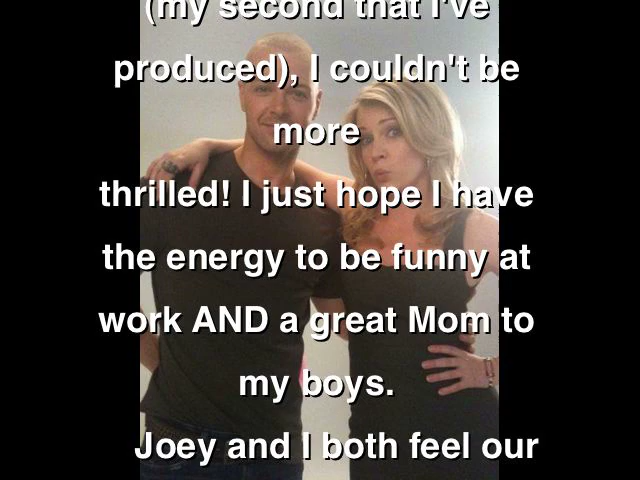 (my second that I've
produced), I couldn't be
more
thrilled! I just hope I have
the energy to be funny at
work AND a great Mom to
my boys.
Joey and I both feel our